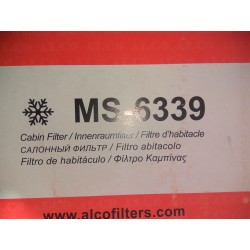 MS-6339
Cabin Filter / Innenraumfilter / Filtre d'habitacle
САЛОННЫЙ ФИЛЬТР / Filtro abitacolo
Filtro de habitáculo / Φίλτρο Καμπίνας
www.alcofilters.com